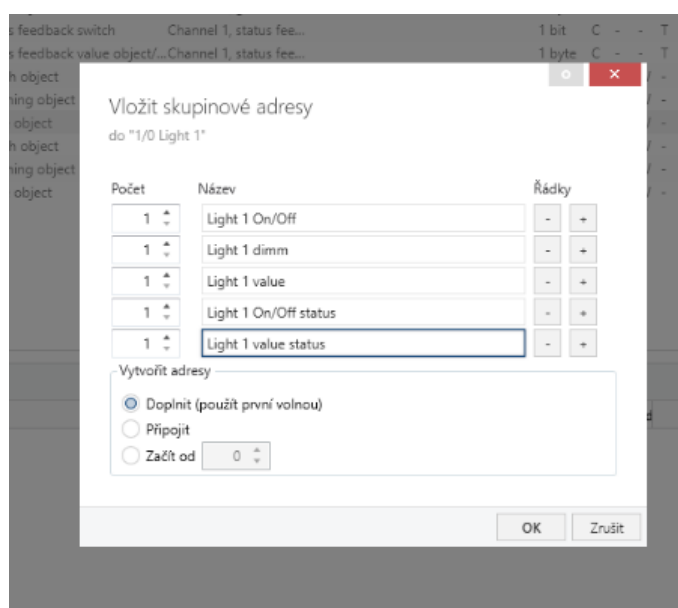 s feedback switch Channel 1, status fee... 1 bit C - - T
s feedback value object/...Channel 1, status fee... 1 byte C - - T
h object
ning object
object
h object
ning object
object
Vložit skupinové adresy
do "1/0 Light 1"
Počet Název Řádky
1 Light 1 On/Off - +
1 Light 1 dimm - +
1 Light 1 value - +
1 Light 1 On/Off status - +
1 Light 1 value status - +
Vytvořit adresy
Doplnit (použít první volnou)
Připojit
Začít od 0
OK Zrušit